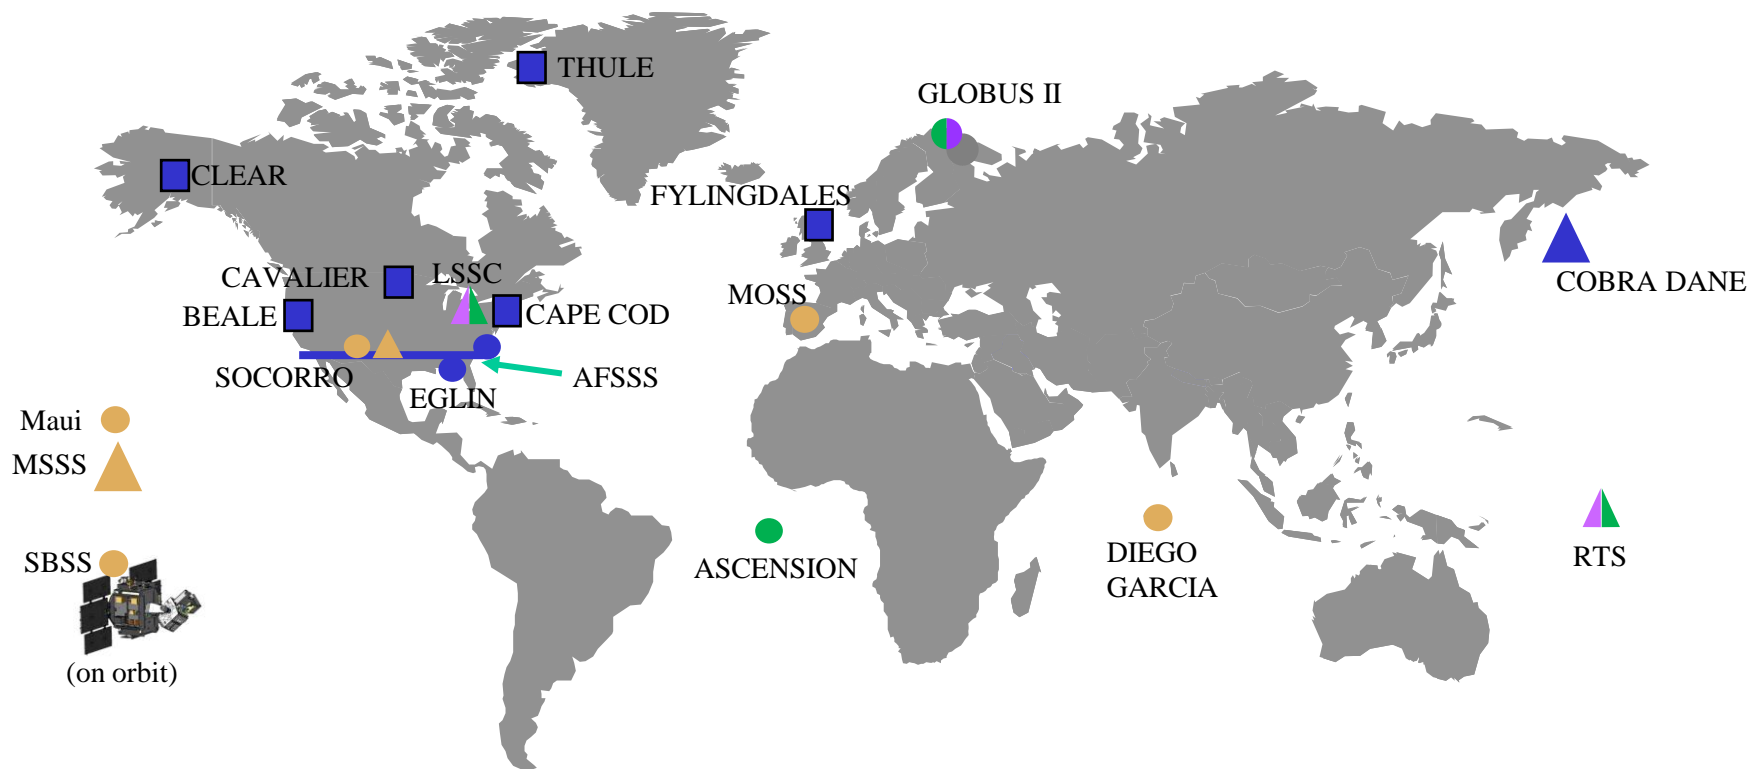 THULE
GLOBUS II
CLEAR
FYLINGDALES
CAVALIER
LSSC
COBRA DANE
MOSS
BEALE
CAPE COD
SOCORRO
AFSSS
EGLIN
Maui
MSSS
SBSS
ASCENSION
DIEGO
GARCIA
RTS
(on orbit)